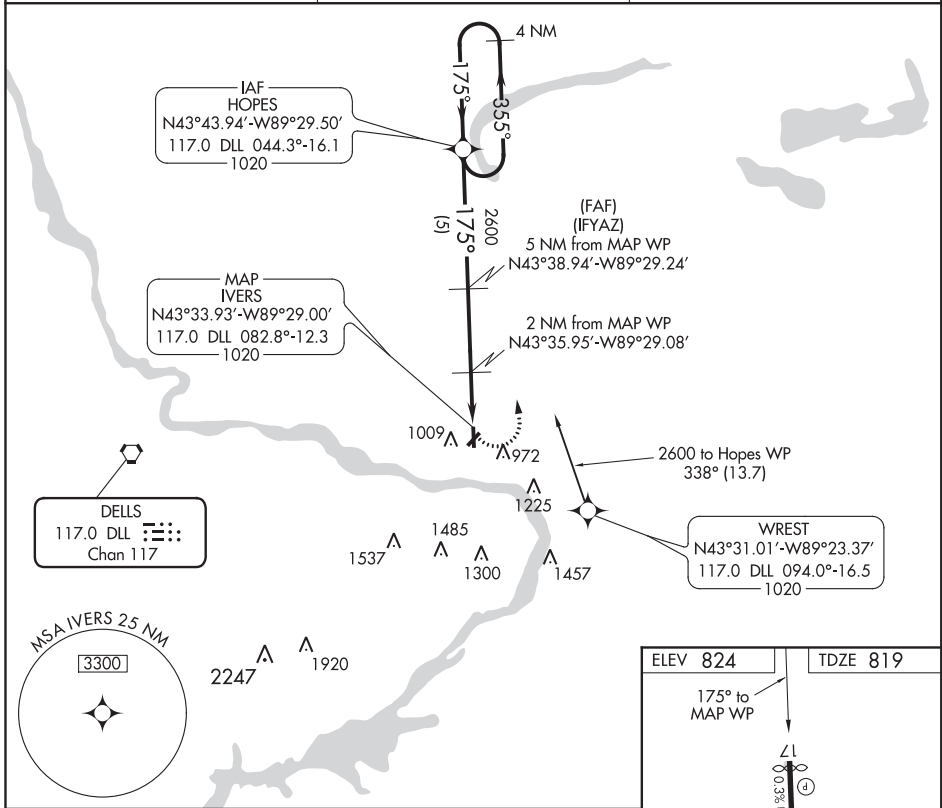 4 NM
175°
355°
IAF
HOPES
N43°43.94'-W89°29.50'
117.0 DLL 044.3°-16.1
1020
2600
175°
(5)
(FAF)
(IFYAZ)
5 NM from MAP WP
N43°38.94'-W89°29.24'
MAP
IVERS
N43°33.93'-W89°29.00'
117.0 DLL 082.8°-12.3
1020
2 NM from MAP WP
N43°35.95'-W89°29.08'
1009
972
2600 to Hopes WP
338° (13.7)
1225
DELLS
117.0 DLL
Chan 117
1537
1485
1300
1457
WREST
N43°31.01'-W89°23.37'
117.0 DLL 094.0°-16.5
1020
MSA IVERS 25 NM
3300
2247
1920
ELEV 824
TDZE 819
175° to
MAP WP
17
P
0.3%